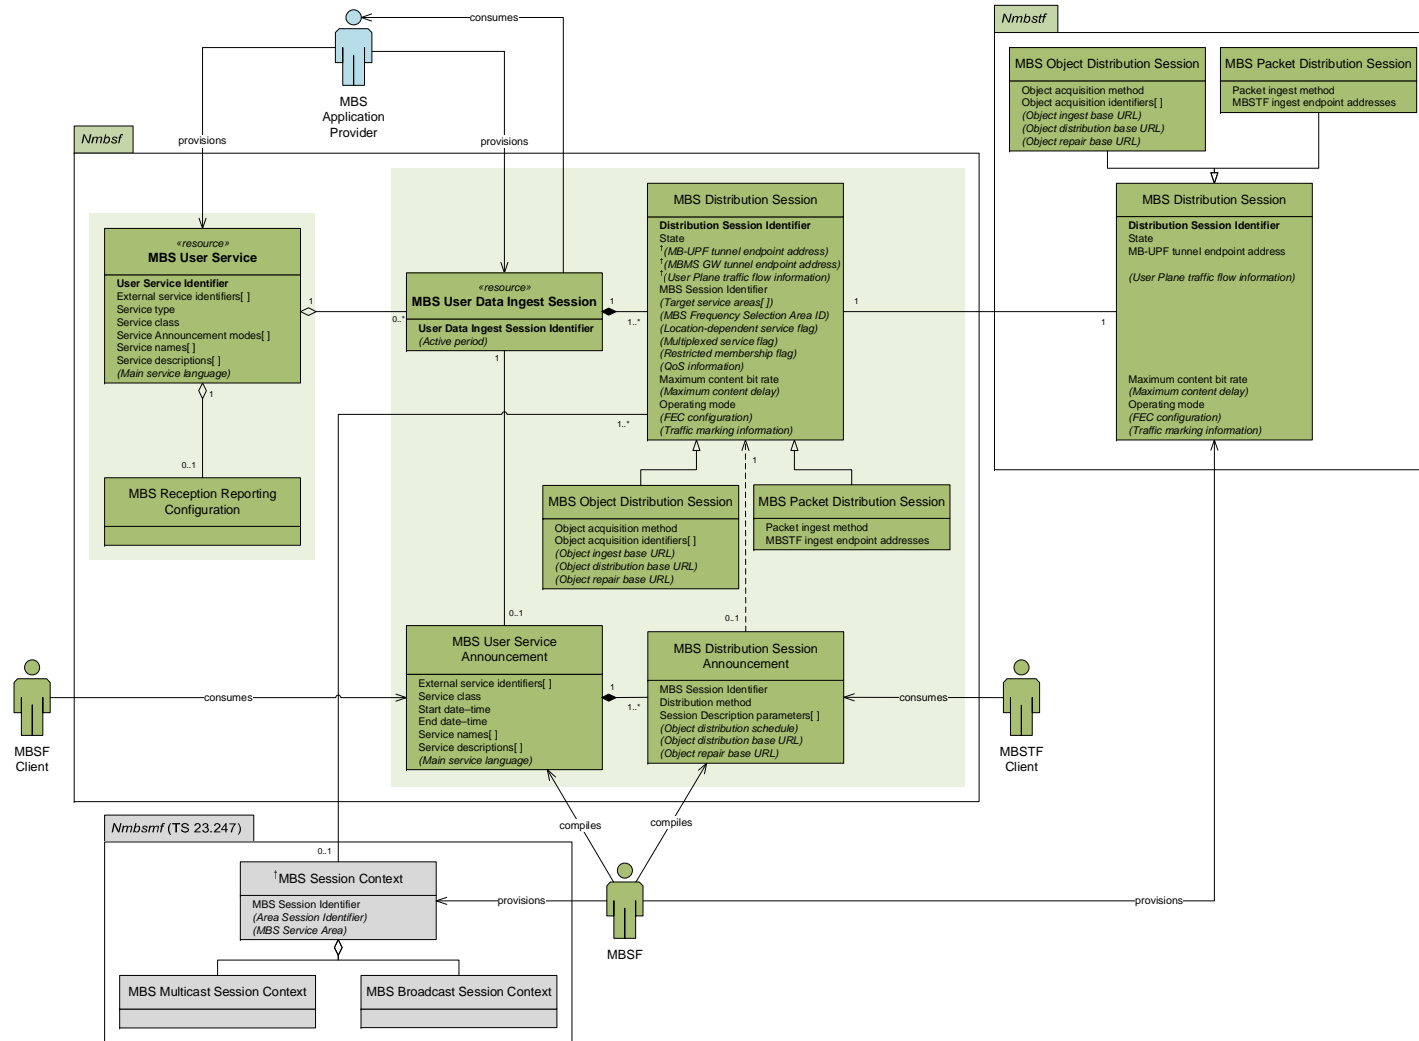 consumes
MBS
Application
Provider
provisions
provisions
Nmbsf
«resource»
MBS User Service
User Service Identifier
External service identifiers[ ]
Service type
Service class
Service Announcement modes[ ]
Service names[ ]
Service descriptions[ ]
(Main service language)
1
0..*
1
0..1
MBS Reception Reporting
Configuration
«resource»
MBS User Data Ingest Session
User Data Ingest Session Identifier
(Active period)
1
1..*
1
0..1
MBS Distribution Session
Distribution Session Identifier
State
†(MB-UPF tunnel endpoint address)
†(MBMS GW tunnel endpoint address)
†(User Plane traffic flow information)
MBS Session Identifier
(Target service areas[ ])
(MBS Frequency Selection Area ID)
(Location-dependent service flag)
(Multiplexed service flag)
(Restricted membership flag)
(QoS information)
Maximum content bit rate
(Maximum content delay)
Operating mode
(FEC configuration)
(Traffic marking information)
1
1
1..*
1
0..1
MBS Object Distribution Session
Object acquisition method
Object acquisition identifiers[ ]
(Object ingest base URL)
(Object distribution base URL)
(Object repair base URL)
MBS Packet Distribution Session
Packet ingest method
MBSTF ingest endpoint addresses
Nmbstf
MBS Object Distribution Session
Object acquisition method
Object acquisition identifiers[ ]
(Object ingest base URL)
(Object distribution base URL)
(Object repair base URL)
MBS Packet Distribution Session
Packet ingest method
MBSTF ingest endpoint addresses
MBS Distribution Session
Distribution Session Identifier
State
MB-UPF tunnel endpoint address
(User Plane traffic flow information)
Maximum content bit rate
(Maximum content delay)
Operating mode
(FEC configuration)
(Traffic marking information)
MBS User Service
Announcement
External service identifiers[ ]
Service class
Start date–time
End date–time
Service names[ ]
Service descriptions[ ]
(Main service language)
1
1..*
MBS Distribution Session
Announcement
MBS Session Identifier
Distribution method
Session Description parameters[ ]
(Object distribution schedule)
(Object distribution base URL)
(Object repair base URL)
MBSF
Client
consumes
consumes
MBSTF
Client
compiles
compiles
Nmbsmf (TS 23.247)
0..1
†MBS Session Context
MBS Session Identifier
(Area Session Identifier)
(MBS Service Area)
MBS Multicast Session Context
MBS Broadcast Session Context
provisions
MBSF
provisions